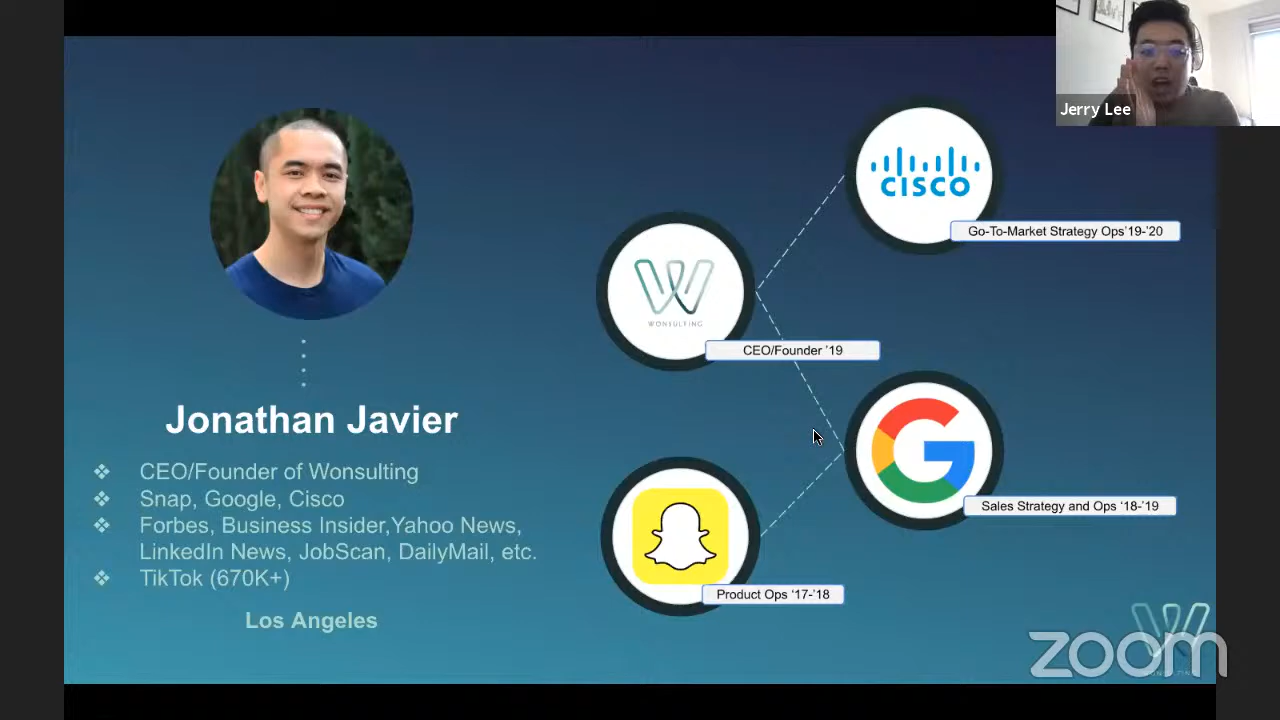 Jerry Lee
CISCO
Go-To-Market Strategy Ops'19-'20
W
WONSULTING
CEO/Founder '19
Jonathan Javier
❖ CEO/Founder of Wonsulting
❖ Snap, Google, Cisco
❖ Forbes, Business Insider,Yahoo News,
LinkedIn News, JobScan, DailyMail, etc.
❖ TikTok (670K+)
Los Angeles
G
Sales Strategy and Ops ‘18-’19
Product Ops ‘17-’18
W
zoom